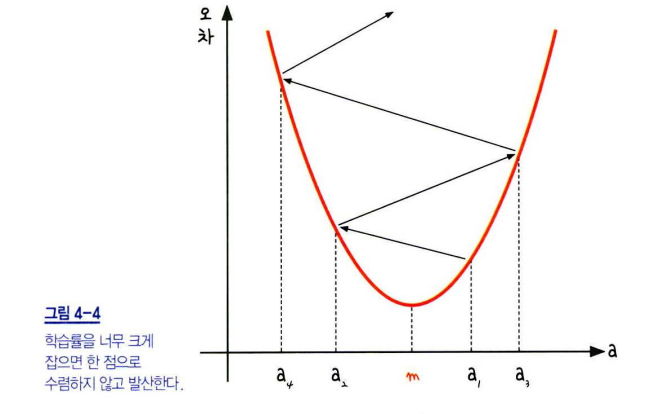 오
차
그림 4-4
학습률을 너무 크게
잡으면 한 점으로
수렴하지 않고 발산한다.
a
a₄ a₂ m a₁ a₃